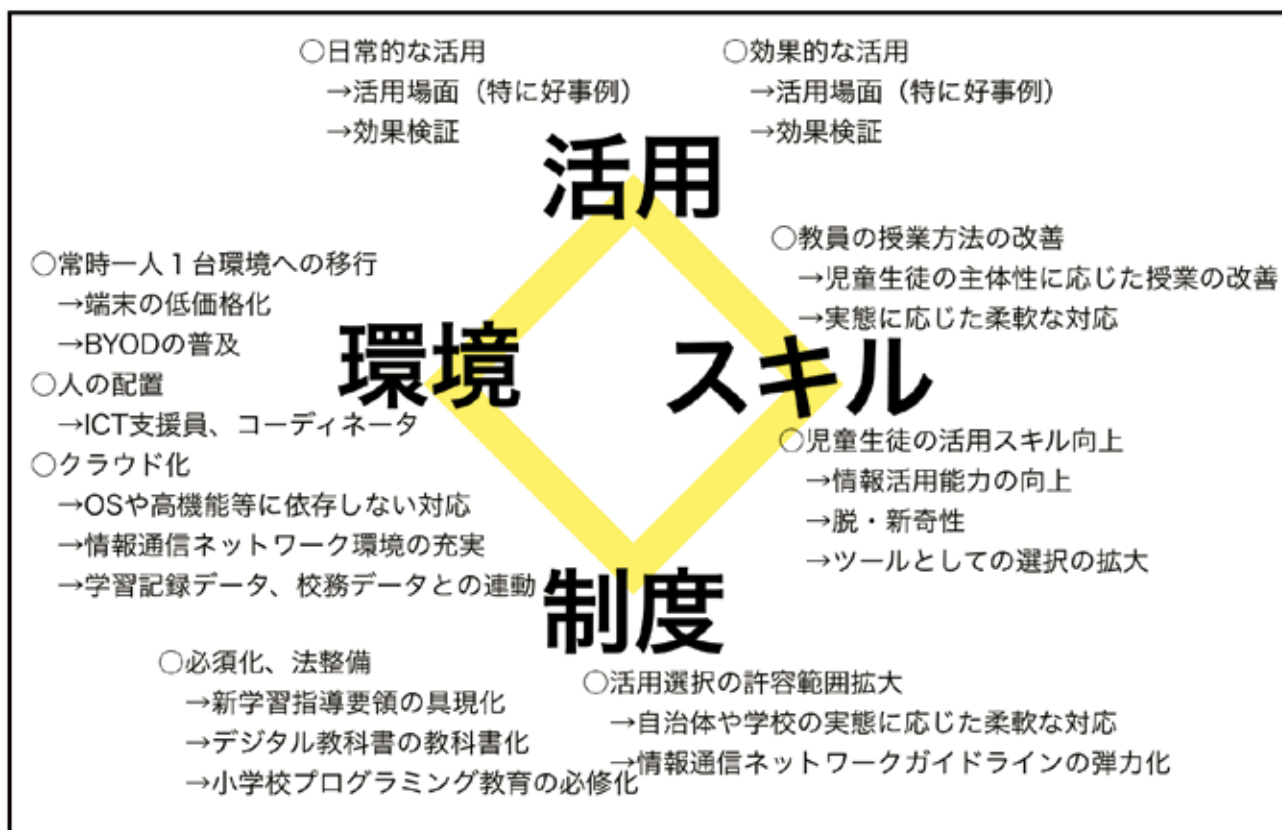 ○日常的な活用
→活用場面（特に好事例）
→効果検証
○効果的な活用
→活用場面（特に好事例）
→効果検証
活用
○常時一人１台環境への移行
→端末の低価格化
→BYODの普及
環境
○人の配置
→ICT支援員、コーディネータ
○クラウド化
→OSや高機能等に依存しない対応
→情報通信ネットワーク環境の充実
→学習記録データ、校務データとの連動
○教員の授業方法の改善
→児童生徒の主体性に応じた授業の改善
→実態に応じた柔軟な対応
スキル
○児童生徒の活用スキル向上
→情報活用能力の向上
→脱・新奇性
→ツールとしての選択の拡大
制度
○必須化、法整備
→新学習指導要領の具現化
→デジタル教科書の教科書化
→小学校プログラミング教育の必修化
○活用選択の許容範囲拡大
→自治体や学校の実態に応じた柔軟な対応
→情報通信ネットワークガイドラインの弾力化